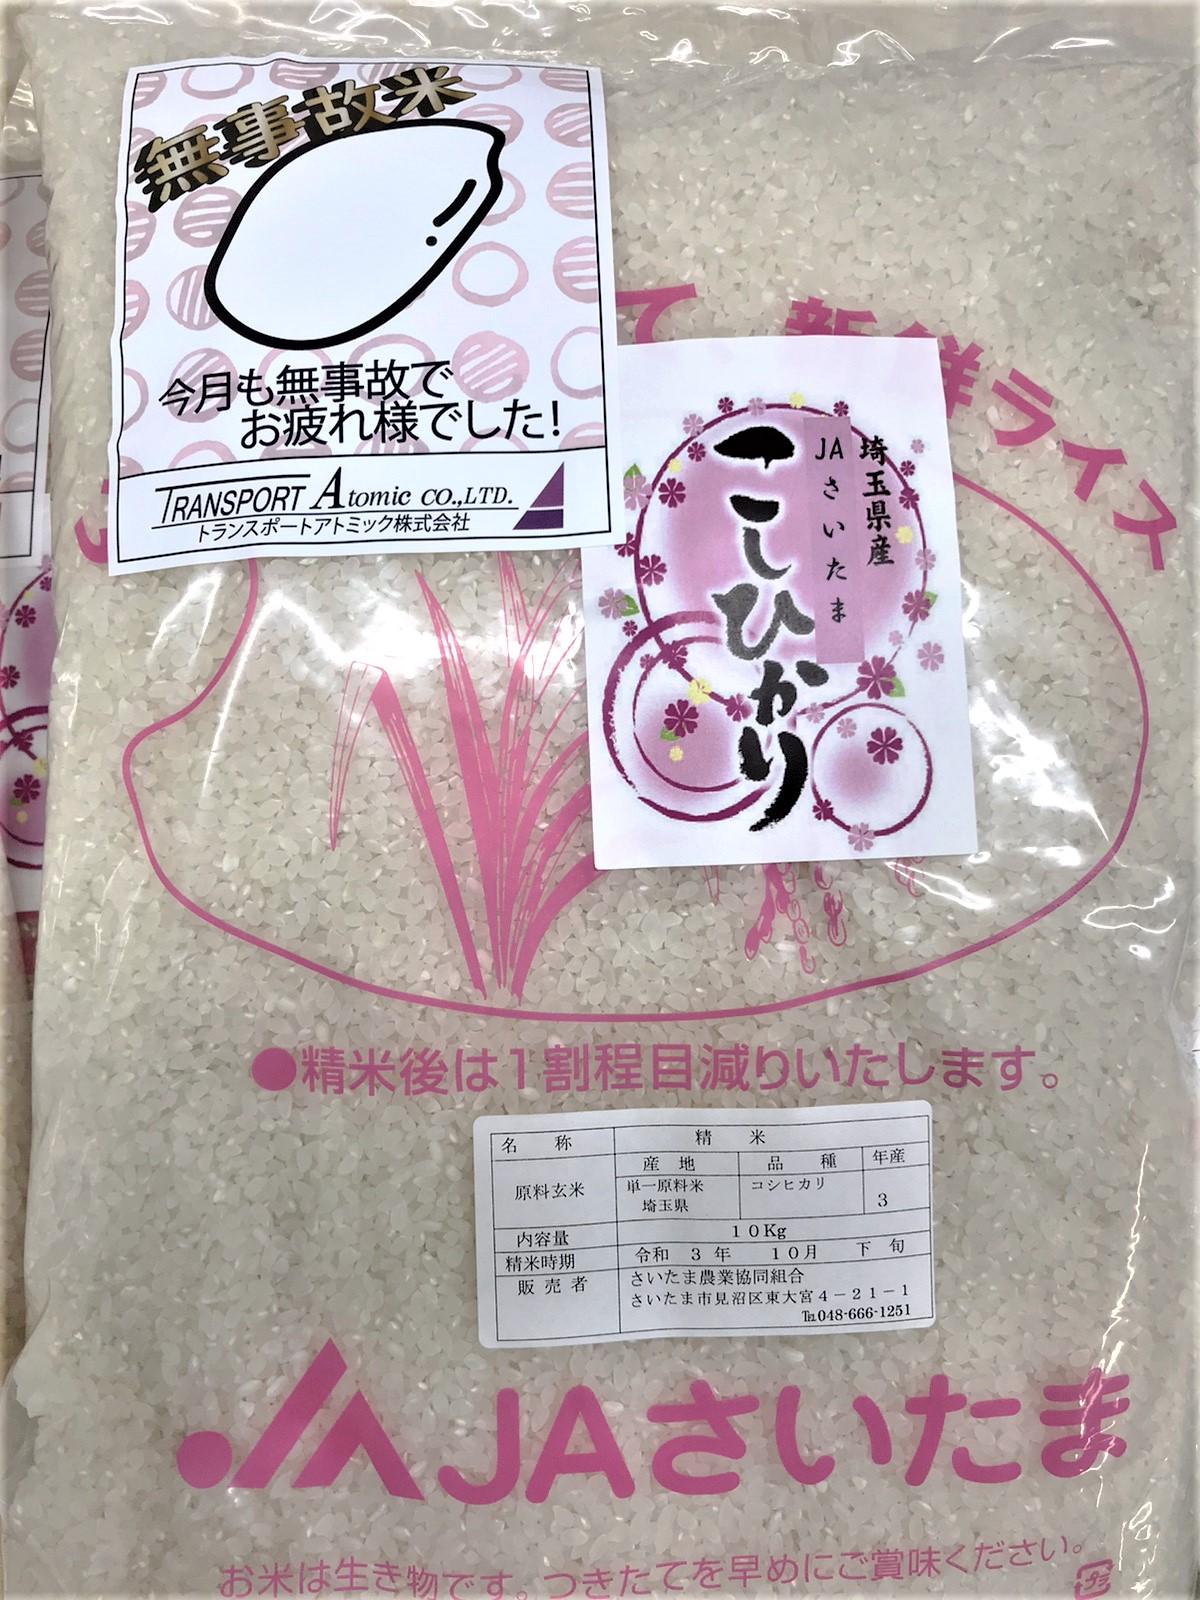 無事故米
今月も無事故で
お疲れ様でした!
TRANSPORT Atomic CO.,LTD.
トランスポートアトミック株式会社
て 新鮮ライス
埼玉県産
JAさいたま
こしひかり
●精米後は1割程目減りいたします。
名称 精米
原料玄米 産地 品種 年産
単一原料米 コシヒカリ 3
埼玉県
内容量 10Kg
精米時期 令和 3年 10月 下旬
販売者 さいたま農業協同組合
さいたま市見沼区東大宮4-21-1
℡048-666-1251
JAさいたま
お米は生き物です。つきたてを早めにご賞味ください。
プラ